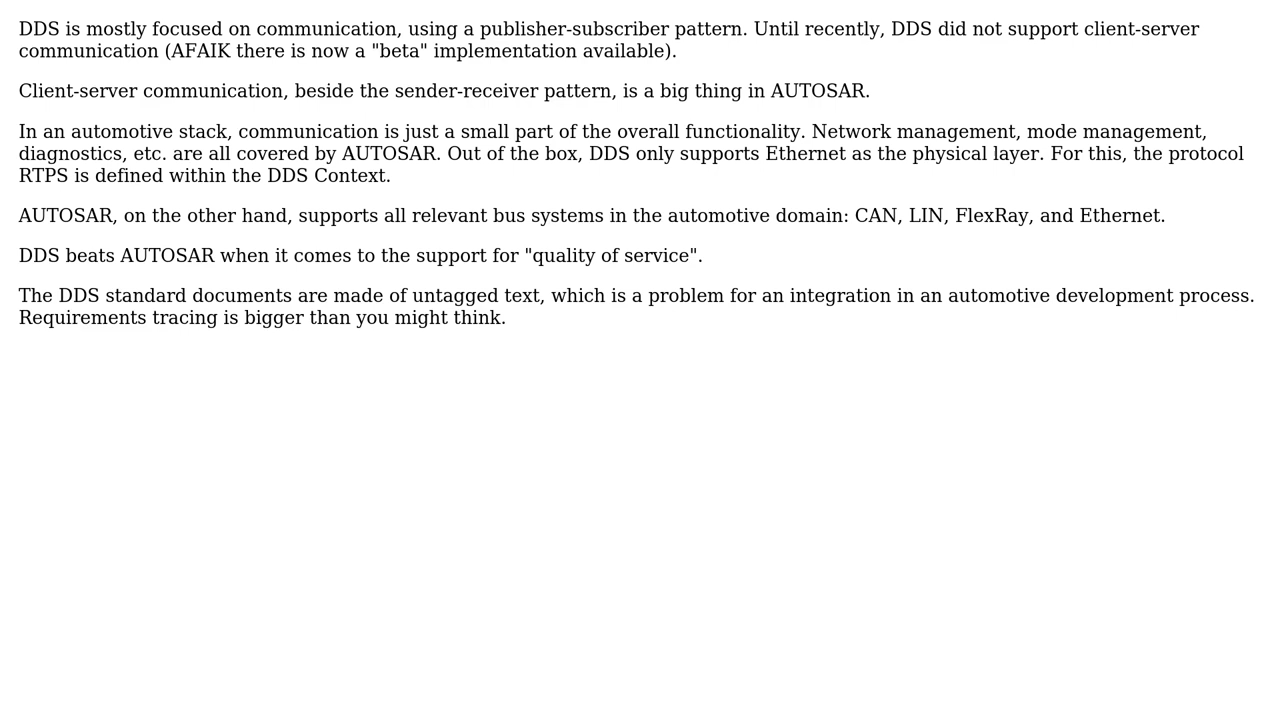 DDS is mostly focused on communication, using a publisher-subscriber pattern. Until recently, DDS did not support client-server
communication (AFAIK there is now a "beta" implementation available).
Client-server communication, beside the sender-receiver pattern, is a big thing in AUTOSAR.
In an automotive stack, communication is just a small part of the overall functionality. Network management, mode management,
diagnostics, etc. are all covered by AUTOSAR. Out of the box, DDS only supports Ethernet as the physical layer. For this, the protocol
RTPS is defined within the DDS Context.
AUTOSAR, on the other hand, supports all relevant bus systems in the automotive domain: CAN, LIN, FlexRay, and Ethernet.
DDS beats AUTOSAR when it comes to the support for "quality of service".
The DDS standard documents are made of untagged text, which is a problem for an integration in an automotive development process.
Requirements tracing is bigger than you might think.